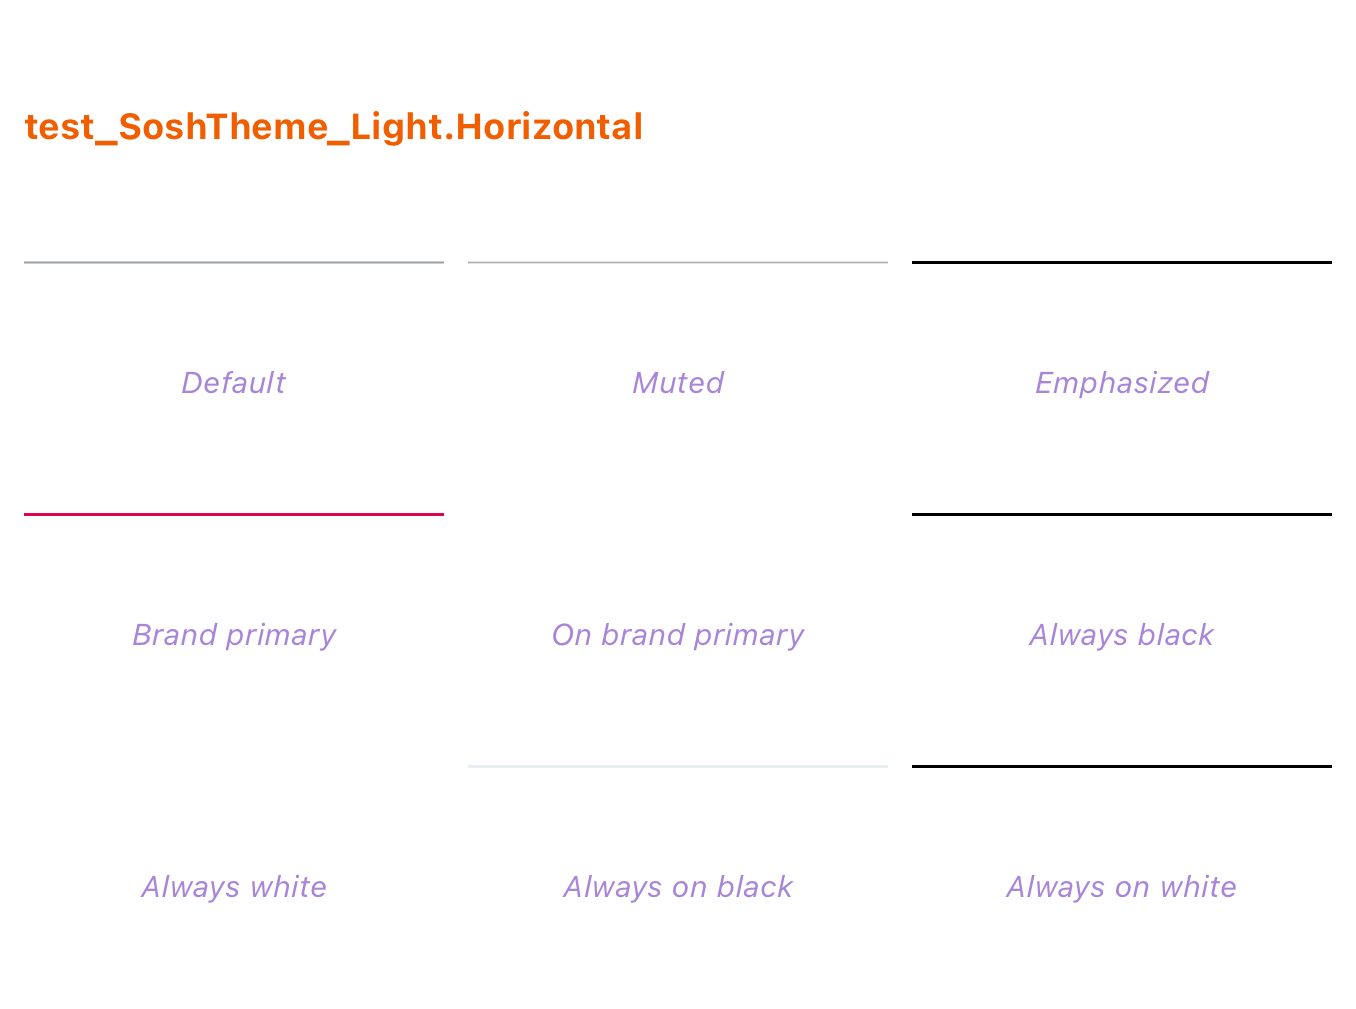 test_SoshTheme_Light.Horizontal
Default
Muted
Emphasized
Brand primary
On brand primary
Always black
Always white
Always on black
Always on white